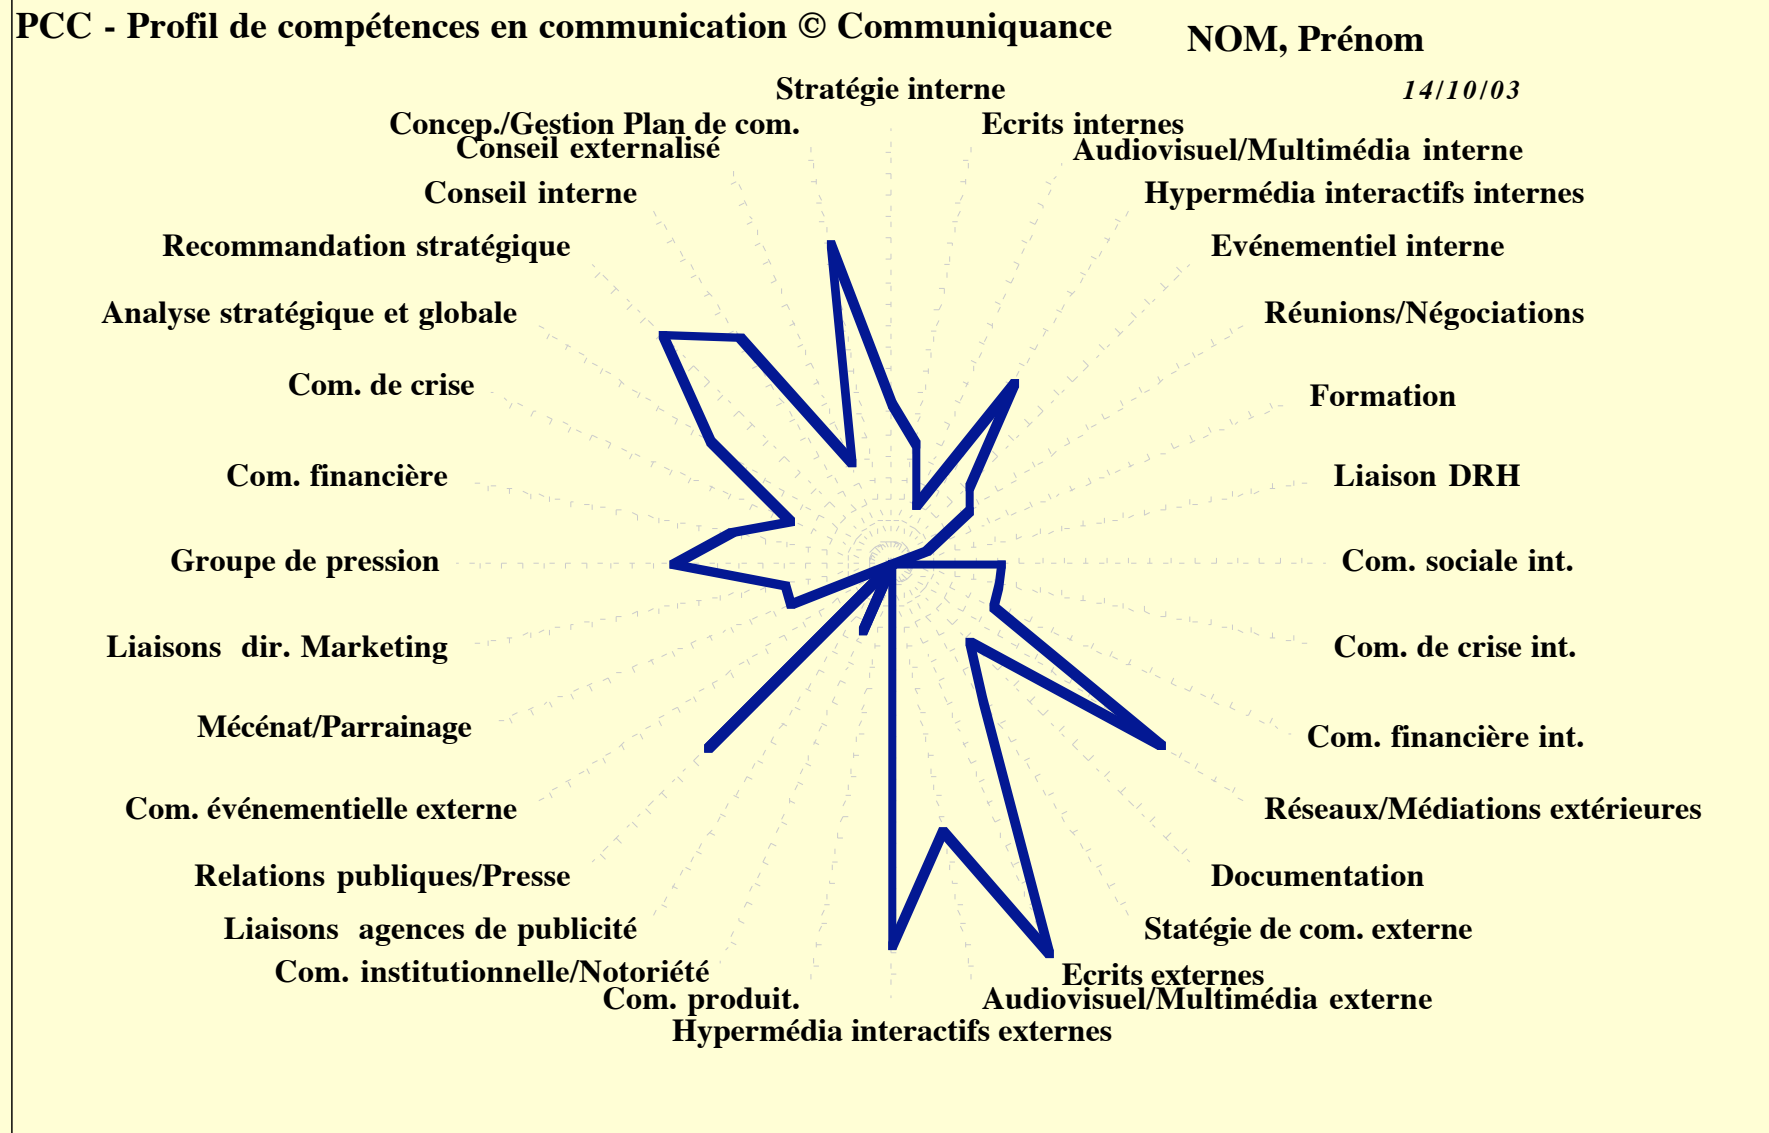 PCC - Profil de compétences en communication © Communiquance
NOM, Prénom
14/10/03
Stratégie interne
Concep./Gestion Plan de com.
Ecrits internes
Conseil externalisé
Audiovisuel/Multimédia interne
Conseil interne
Hypermédia interactifs internes
Recommandation stratégique
Evénementiel interne
Analyse stratégique et globale
Réunions/Négociations
Com. de crise
Formation
Com. financière
Liaison DRH
Groupe de pression
Com. sociale int.
Liaisons dir. Marketing
Com. de crise int.
Mécénat/Parrainage
Com. financière int.
Com. événementielle externe
Réseaux/Médiations extérieures
Relations publiques/Presse
Documentation
Liaisons agences de publicité
Statégie de com. externe
Com. institutionnelle/Notoriété
Ecrits externes
Com. produit.
Audiovisuel/Multimédia externe
Hypermédia interactifs externes